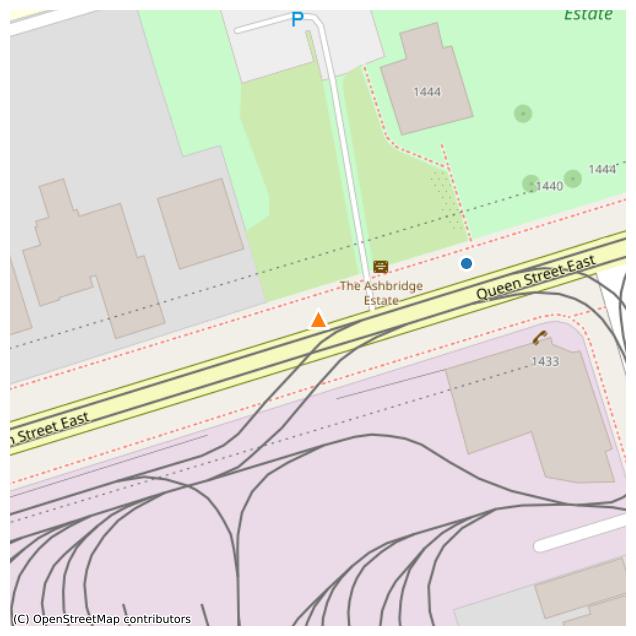 P
Estate
1444
1444
1440
The Ashbridge
Estate
Queen Street East
1433
n Street East
(C) OpenStreetMap contributors